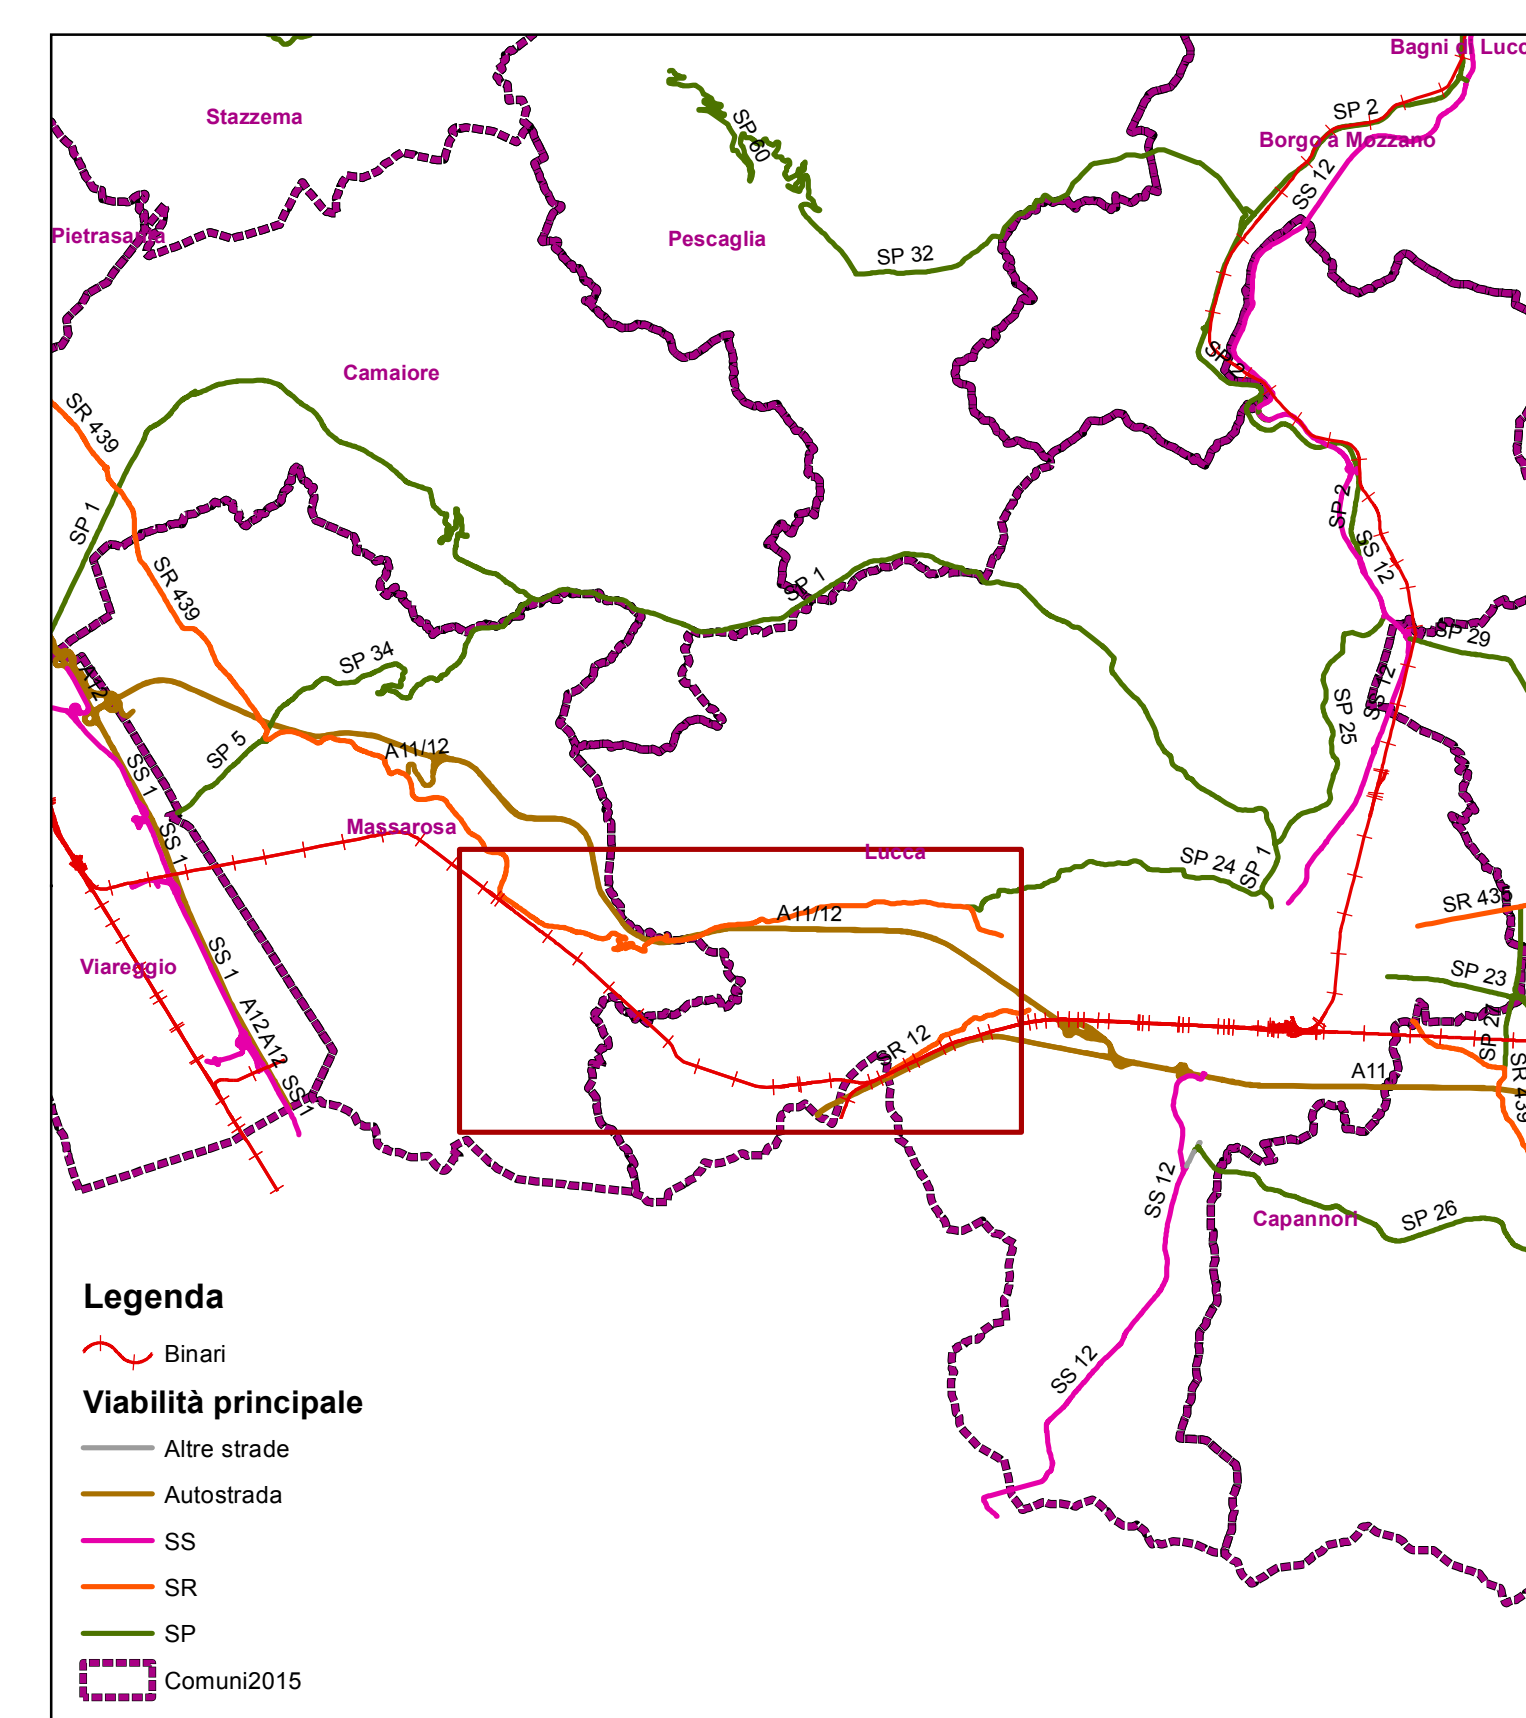 Bagni di Lucc
Stazzema
SP 2
SP 60
Borgo a Mozzano
SS 12
Pietrasanta
Pescaglia
SP 32
SP 2
Camaiore
SR 439
SP 1
SP 2
SS 12
SR 439
SP 1
SP 29
SP 34
A12
SS 12
SP 25
SP 5
A11/12
SS 1
Massarosa
SS 1
Lucca
SP 24
SP 1
SR 435
A11/12
SS 1
Viareggio
SP 23
A12
A12
SR 12
SP 27
A11
SS 1
SR 439
SS 12
Capannori
SP 26
SS 12
Legenda
Binari
Viabilità principale
Altre strade
Autostrada
SS
SR
SP
Comuni2015